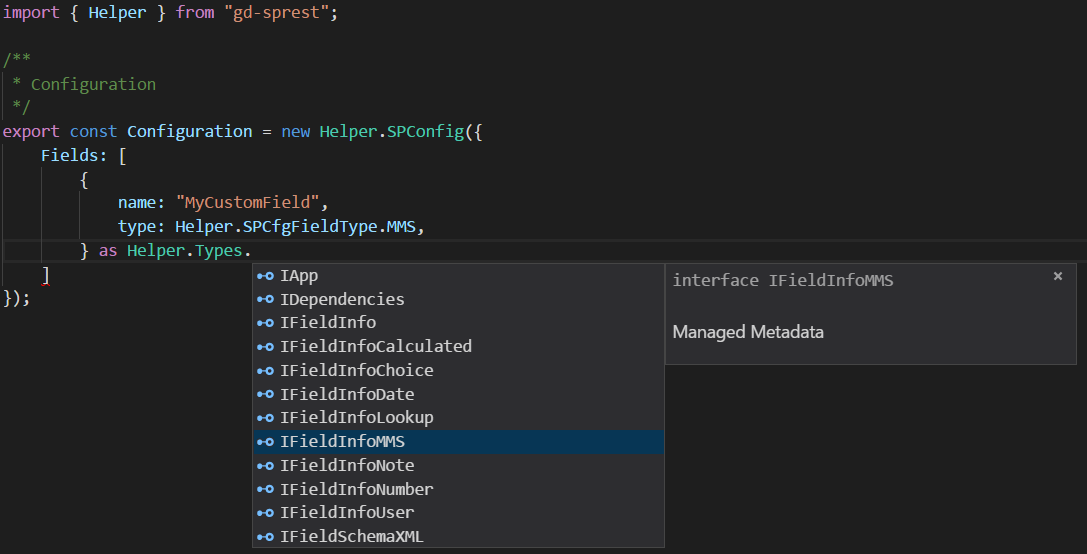 import { Helper } from "gd-sprest";
/**
 * Configuration
 */
export const Configuration = new Helper.SPConfig({
    Fields: [
        {
            name: "MyCustomField",
            type: Helper.SPCfgFieldType.MMS,
        } as Helper.Types.
    ]
});
IApp
IDependencies
IFieldInfo
IFieldInfoCalculated
IFieldInfoChoice
IFieldInfoDate
IFieldInfoLookup
IFieldInfoMMS
IFieldInfoNote
IFieldInfoNumber
IFieldInfoUser
IFieldSchemaXML
interface IFieldInfoMMS
Managed Metadata